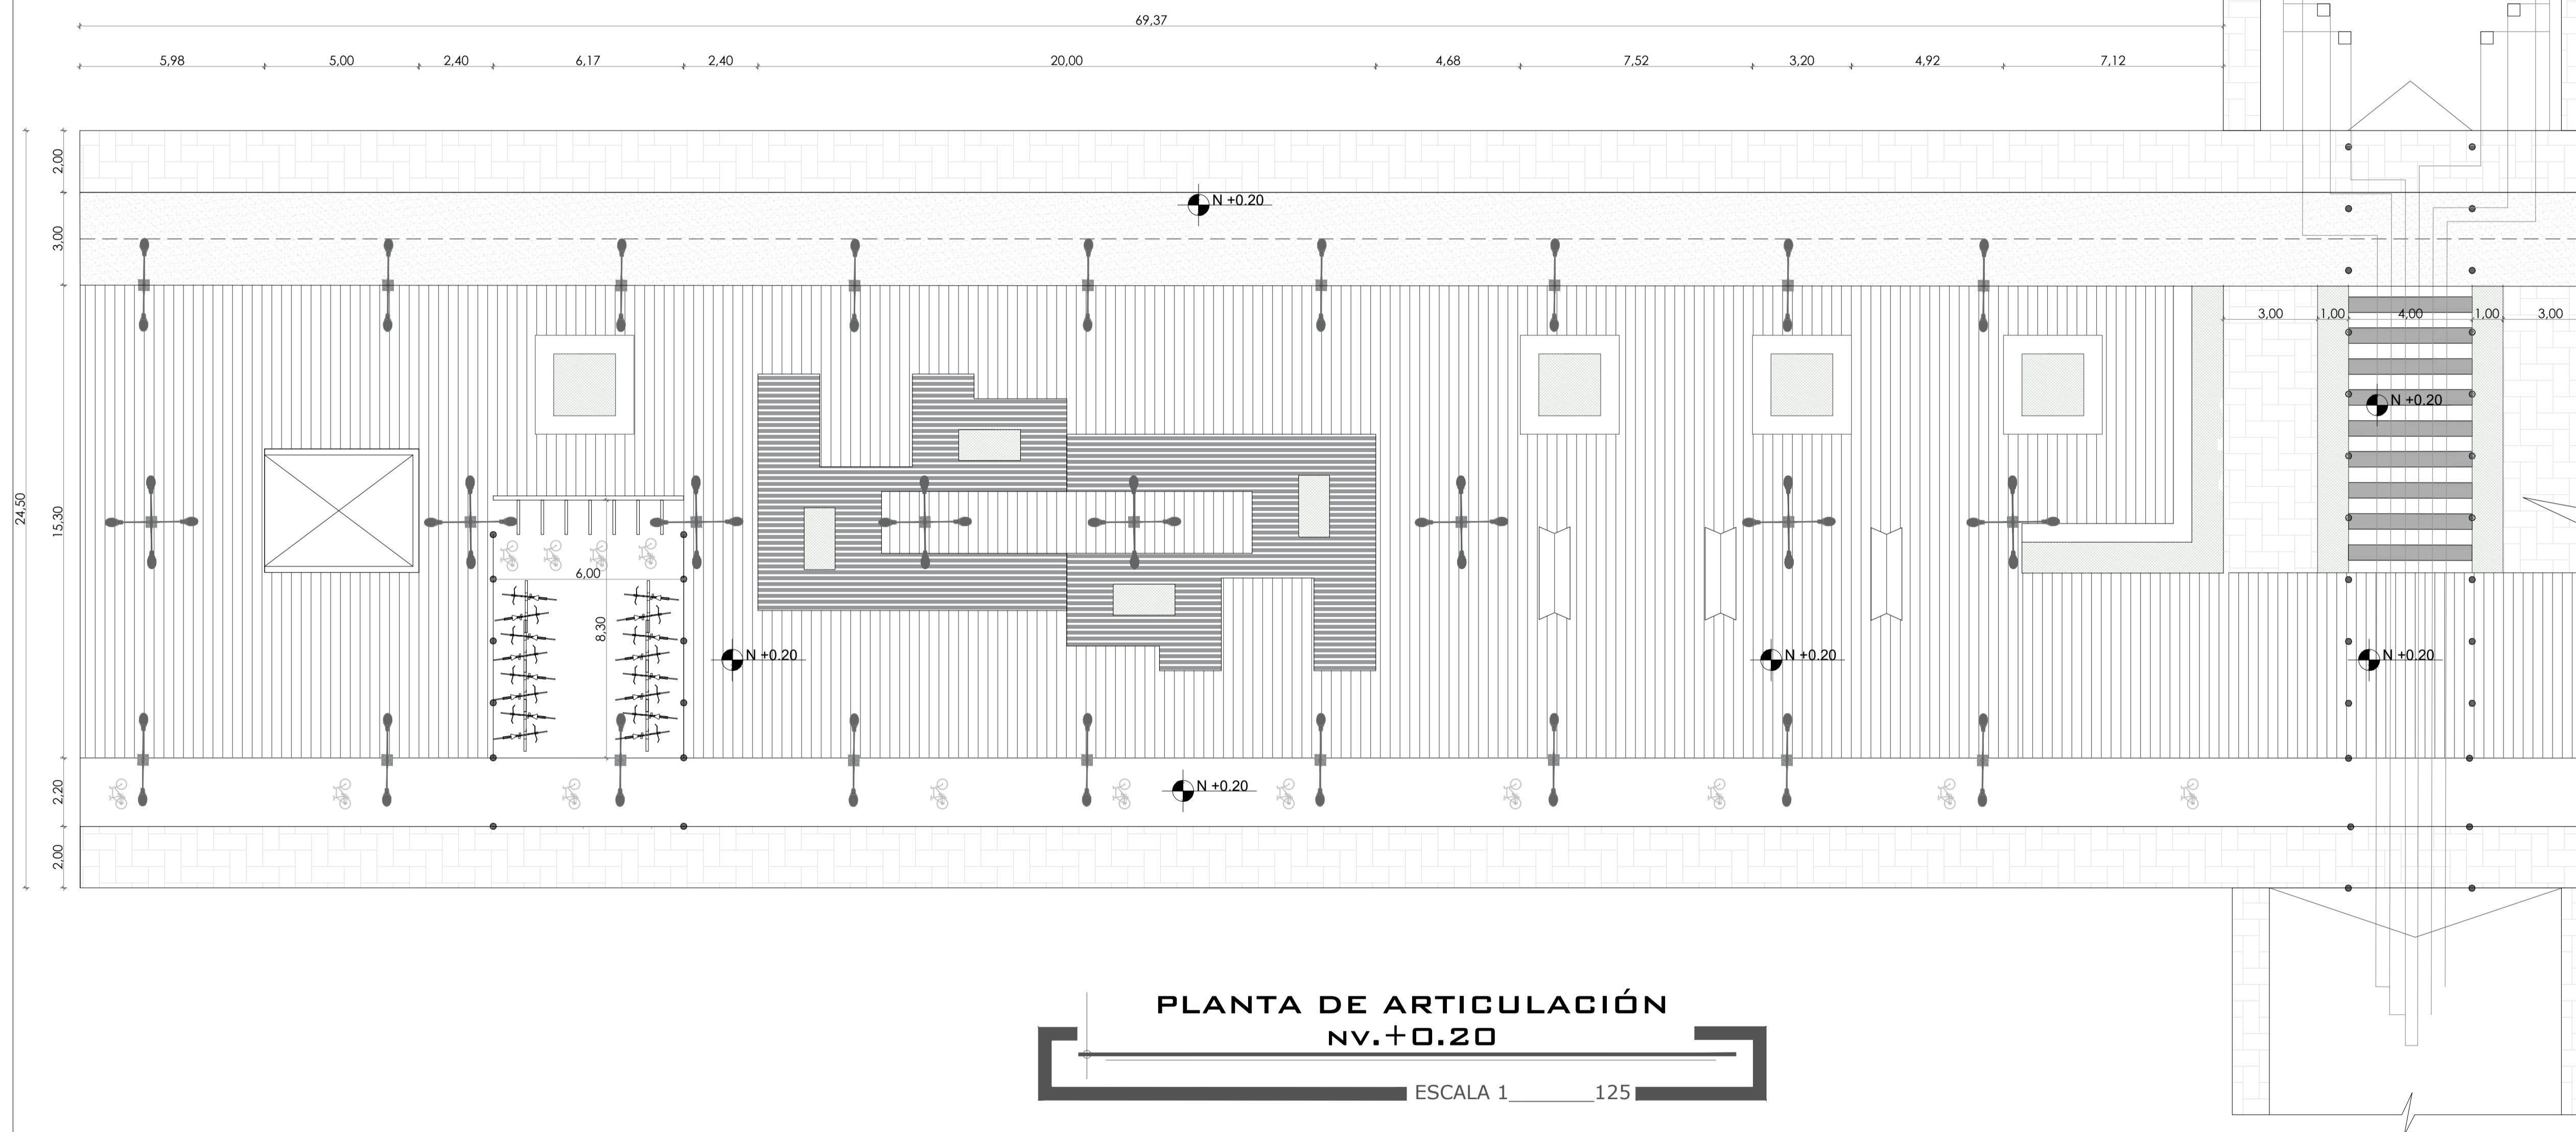 69,37
5,98
5,00
2,40
6,17
2,40
20,00
4,68
7,52
3,20
4,92
7,12
24,50
2,00
3,00
15,30
2,20
2,00
N +0.20
3,00
1,00
4,00
1,00
3,00
N +0.20
6,00
8,30
N +0.20
N +0.20
N +0.20
N +0.20
PLANTA DE ARTICULACIÓN
NV.+0.20
ESCALA 1________125